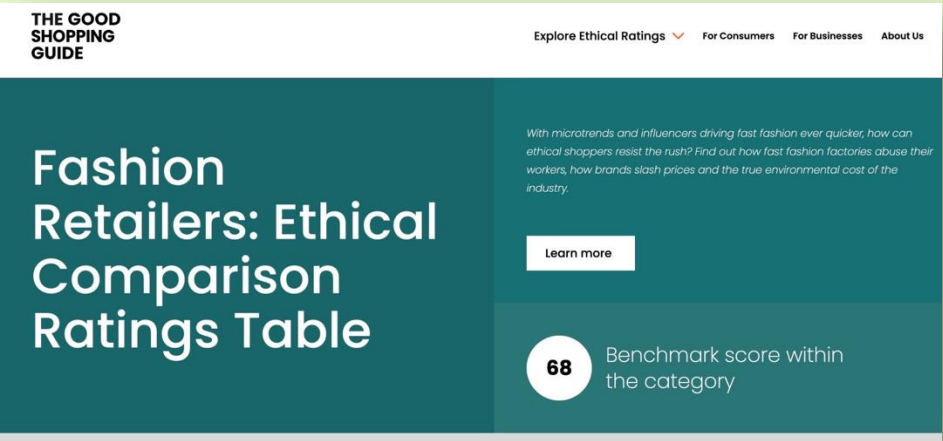 THE GOOD
SHOPPING
GUIDE
Explore Ethical Ratings
For Consumers
For Businesses
About Us
Fashion
Retailers: Ethical
Comparison
Ratings Table
With microtrends and influencers driving fast fashion ever quicker, how can
ethical shoppers resist the rush? Find out how fast fashion factories abuse their
workers, how brands slash prices and the true environmental cost of the
industry.
Learn more
68
Benchmark score within
the category